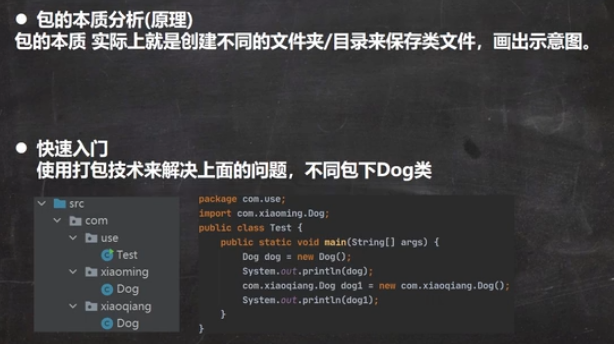 ● 包的本质分析(原理)
包的本质 实际上就是创建不同的文件夹/目录来保存类文件，画出示意图。
● 快速入门
使用打包技术来解决上面的问题，不同包下Dog类
src
com
use
Test
xiaoming
Dog
xiaoqiang
Dog
package com.use;
import com.xiaoming.Dog;
public class Test {
public static void main(String[] args) {
Dog dog = new Dog();
System.out.println(dog);
com.xiaoqiang.Dog dog1 = new com.xiaoqiang.Dog();
System.out.println(dog1);
}
}